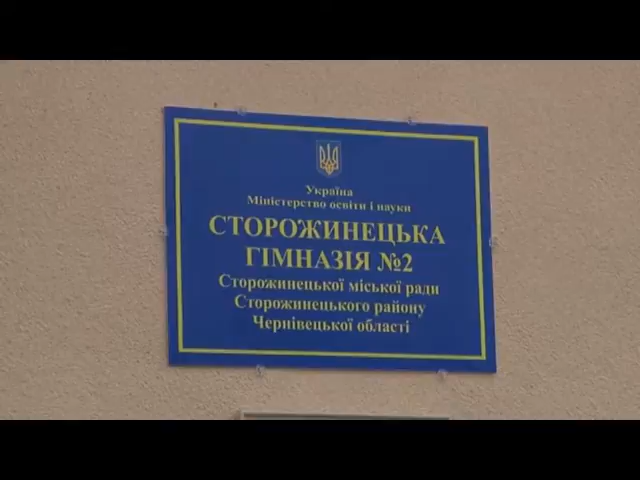 Україна
Міністерство освіти і науки
СТОРОЖИНЕЦЬКА
ГІМНАЗІЯ №2
Сторожинецької міської ради
Сторожинецького району
Чернівецької області